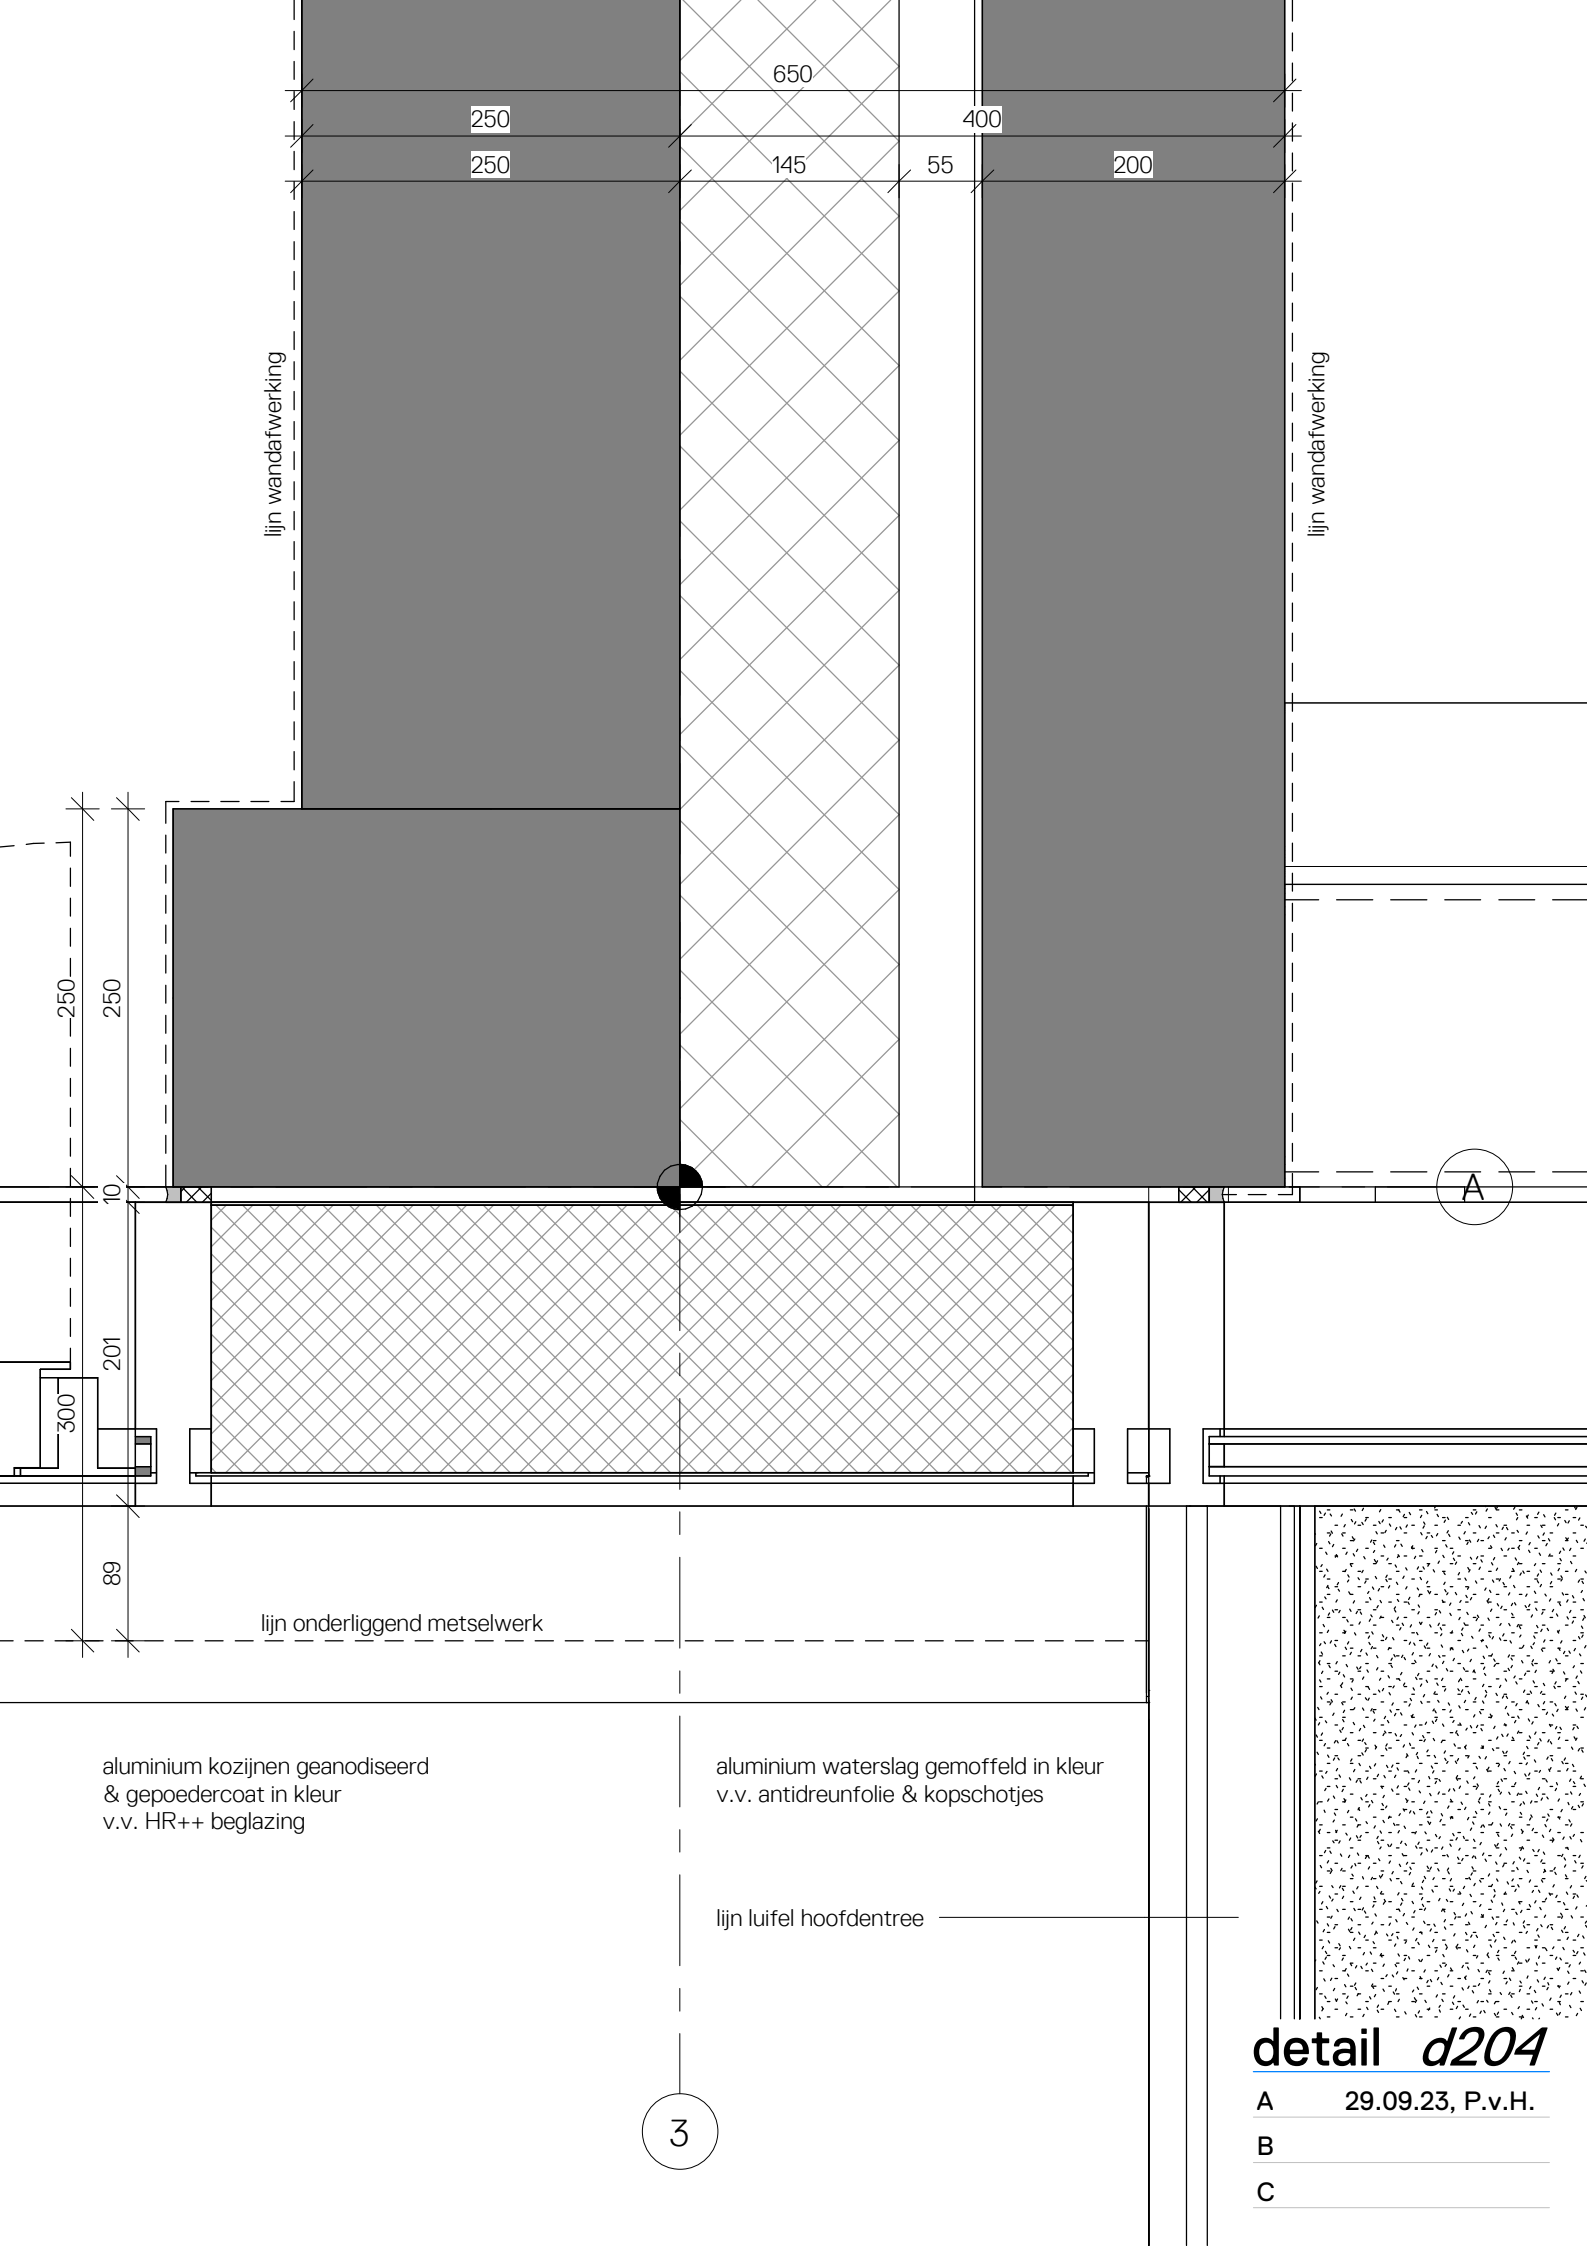 650
250
400
250
145
55
200
lijn wandafwerking
lijn wandafwerking
250
250
10
A
201
300
89
lijn onderliggend metselwerk
aluminium kozijnen geanodiseerd
& gepoedercoat in kleur
v.v. HR++ beglazing
aluminium waterslag gemoffeld in kleur
v.v. antidreunfolie & kopschotjes
lijn luifel hoofdentree
3
detail d204
A 29.09.23, P.v.H.
B
C